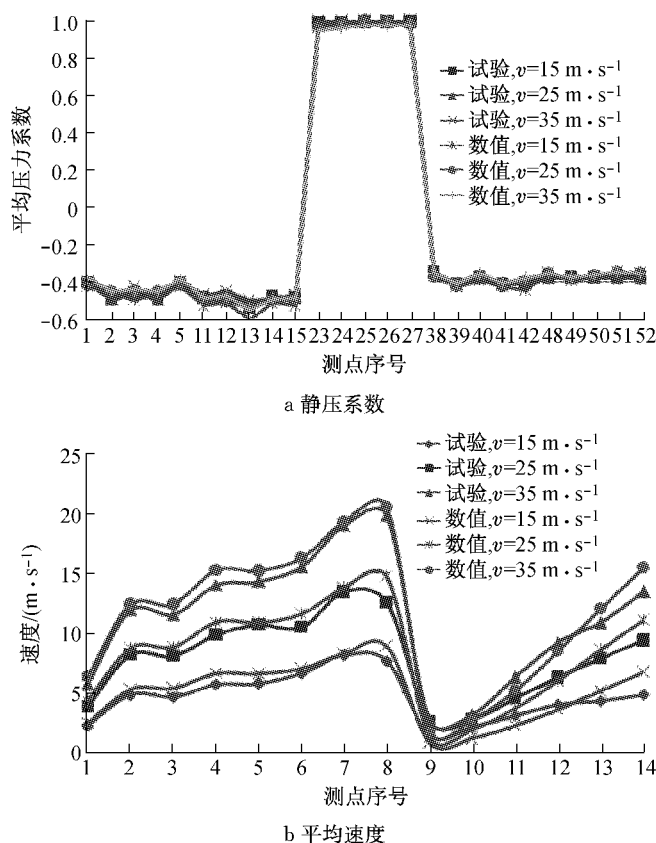 1.0
0.8
0.6
0.4
0.2
0
-0.2
-0.4
-0.6
平均压力系数
试验,v=15 m·s⁻¹
试验,v=25 m·s⁻¹
试验,v=35 m·s⁻¹
数值,v=15 m·s⁻¹
数值,v=25 m·s⁻¹
数值,v=35 m·s⁻¹
1 2 3 4 5 11 12 13 14 15 23 24 25 26 27 38 39 40 41 42 48 49 50 51 52
测点序号
a 静压系数
25
20
15
10
5
0
速度/(m·s⁻¹)
试验,v=15 m·s⁻¹
试验,v=25 m·s⁻¹
试验,v=35 m·s⁻¹
数值,v=15 m·s⁻¹
数值,v=25 m·s⁻¹
数值,v=35 m·s⁻¹
1 2 3 4 5 6 7 8 9 10 11 12 13 14
测点序号
b 平均速度